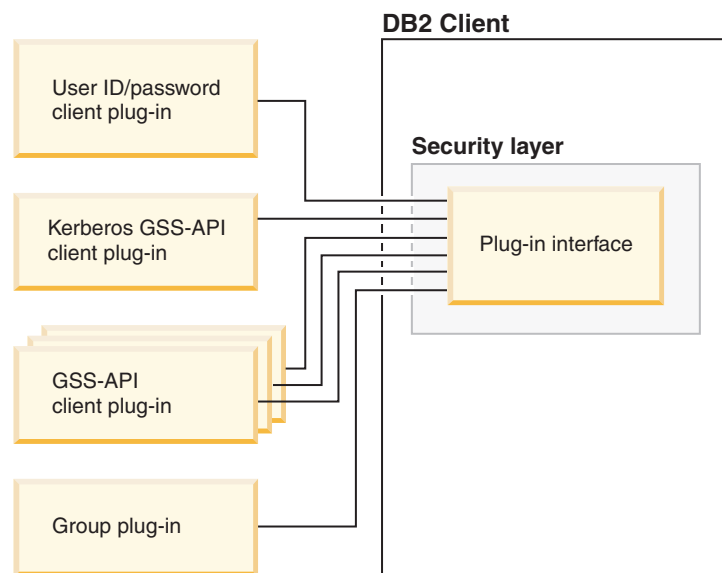 DB2 Client
User ID/password
client plug-in
Security layer
Kerberos GSS-API
client plug-in
Plug-in interface
GSS-API
client plug-in
Group plug-in